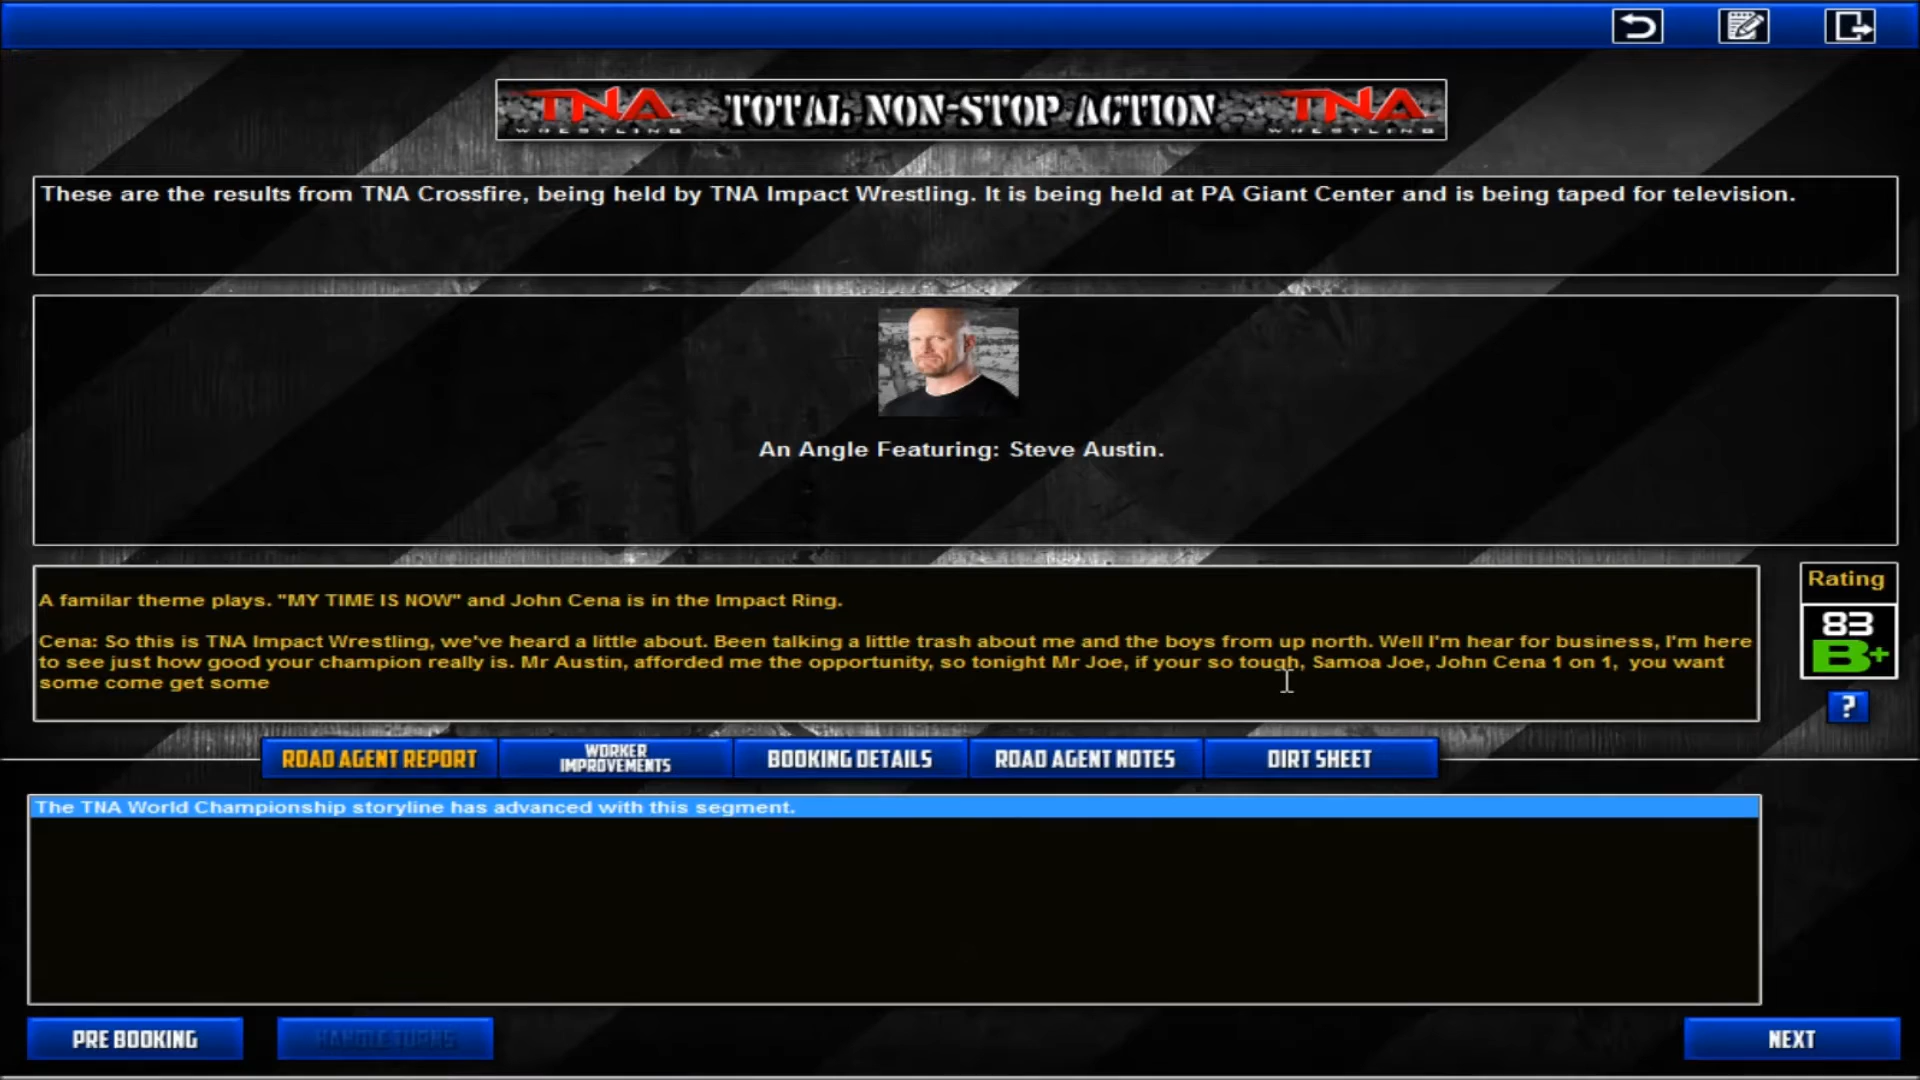 TNA WRESTLING TOTAL NON-STOP ACTION TNA WRESTLING
These are the results from TNA Crossfire, being held by TNA Impact Wrestling. It is being held at PA Giant Center and is being taped for television.
An Angle Featuring: Steve Austin.
A familar theme plays. "MY TIME IS NOW" and John Cena is in the Impact Ring.
Cena: So this is TNA Impact Wrestling, we've heard a little about. Been talking a little trash about me and the boys from up north. Well I'm hear for business, I'm here
to see just how good your champion really is. Mr Austin, afforded me the opportunity, so tonight Mr Joe, if your so tough, Samoa Joe, John Cena 1 on 1, you want
some come get some
Rating
83
B+
?
ROAD AGENT REPORT
WORKER
IMPROVEMENTS
BOOKING DETAILS
ROAD AGENT NOTES
DIRT SHEET
The TNA World Championship storyline has advanced with this segment.
PRE BOOKING
HANDLE TURNS
NEXT